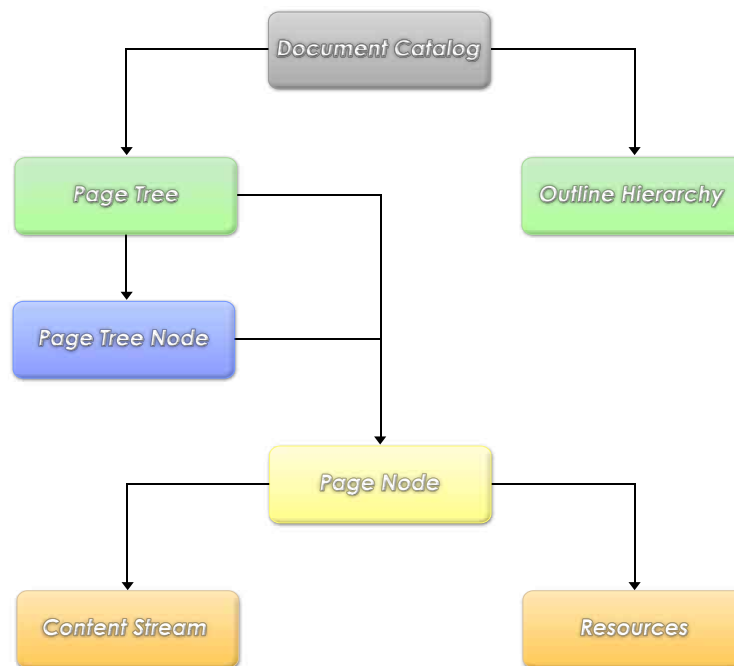 Document Catalog
Page Tree
Outline Hierarchy
Page Tree Node
Page Node
Content Stream
Resources